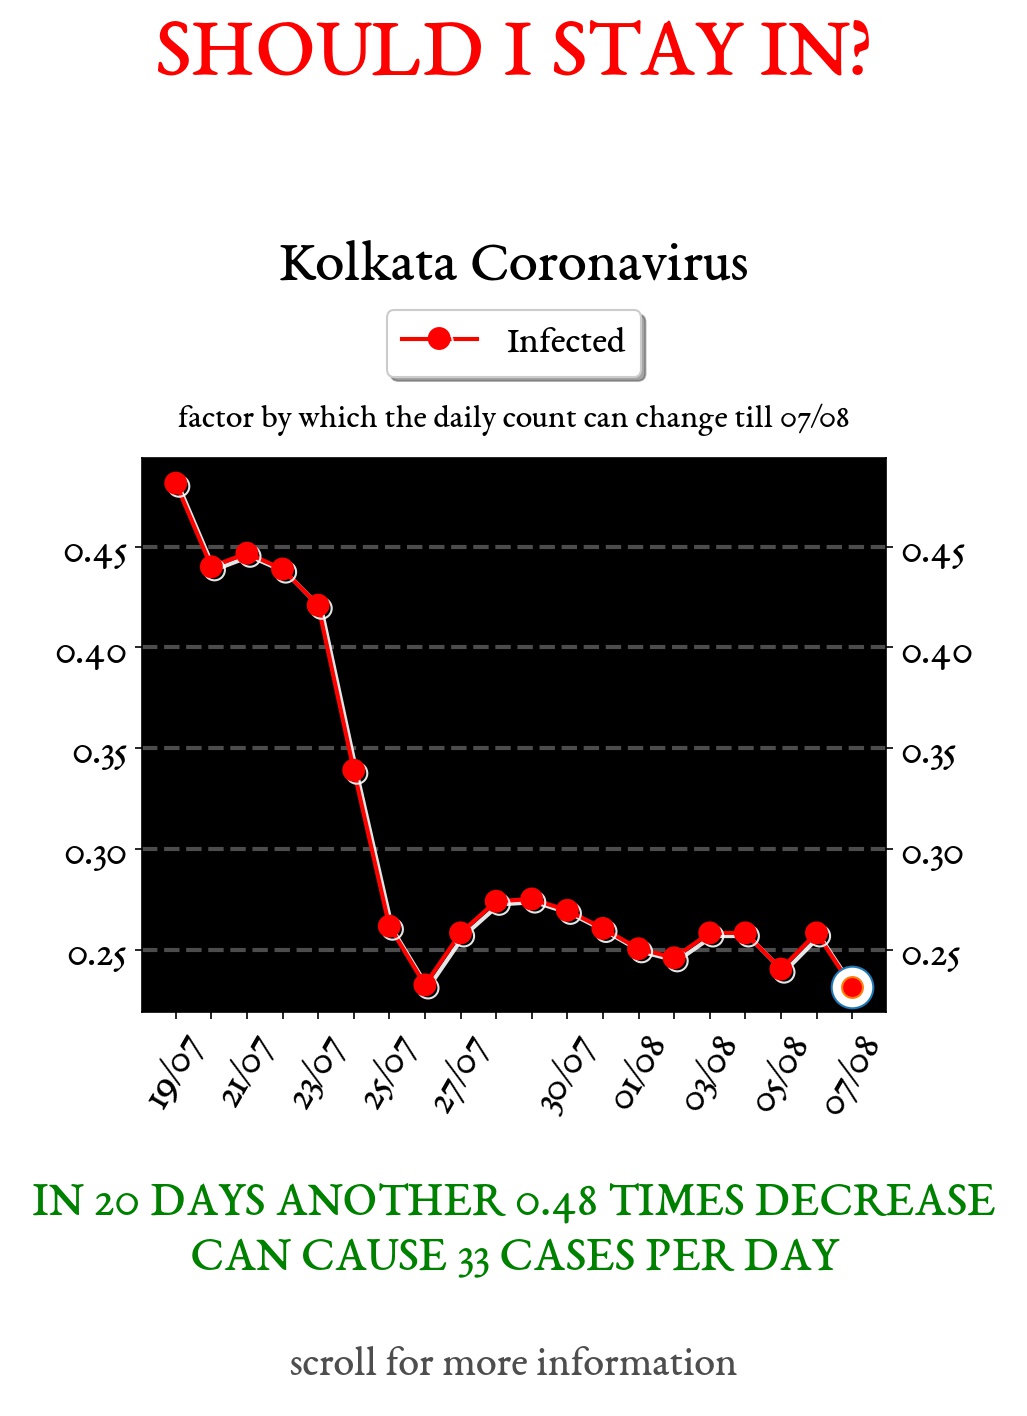 SHOULD I STAY IN?
Kolkata Coronavirus
Infected
factor by which the daily count can change till 07/08
0.45 0.45
0.40 0.40
0.35 0.35
0.30 0.30
0.25 0.25
19/07 21/07 23/07 25/07 27/07 30/07 01/08 03/08 05/08 07/08
IN 20 DAYS ANOTHER 0.48 TIMES DECREASE
CAN CAUSE 33 CASES PER DAY
scroll for more information